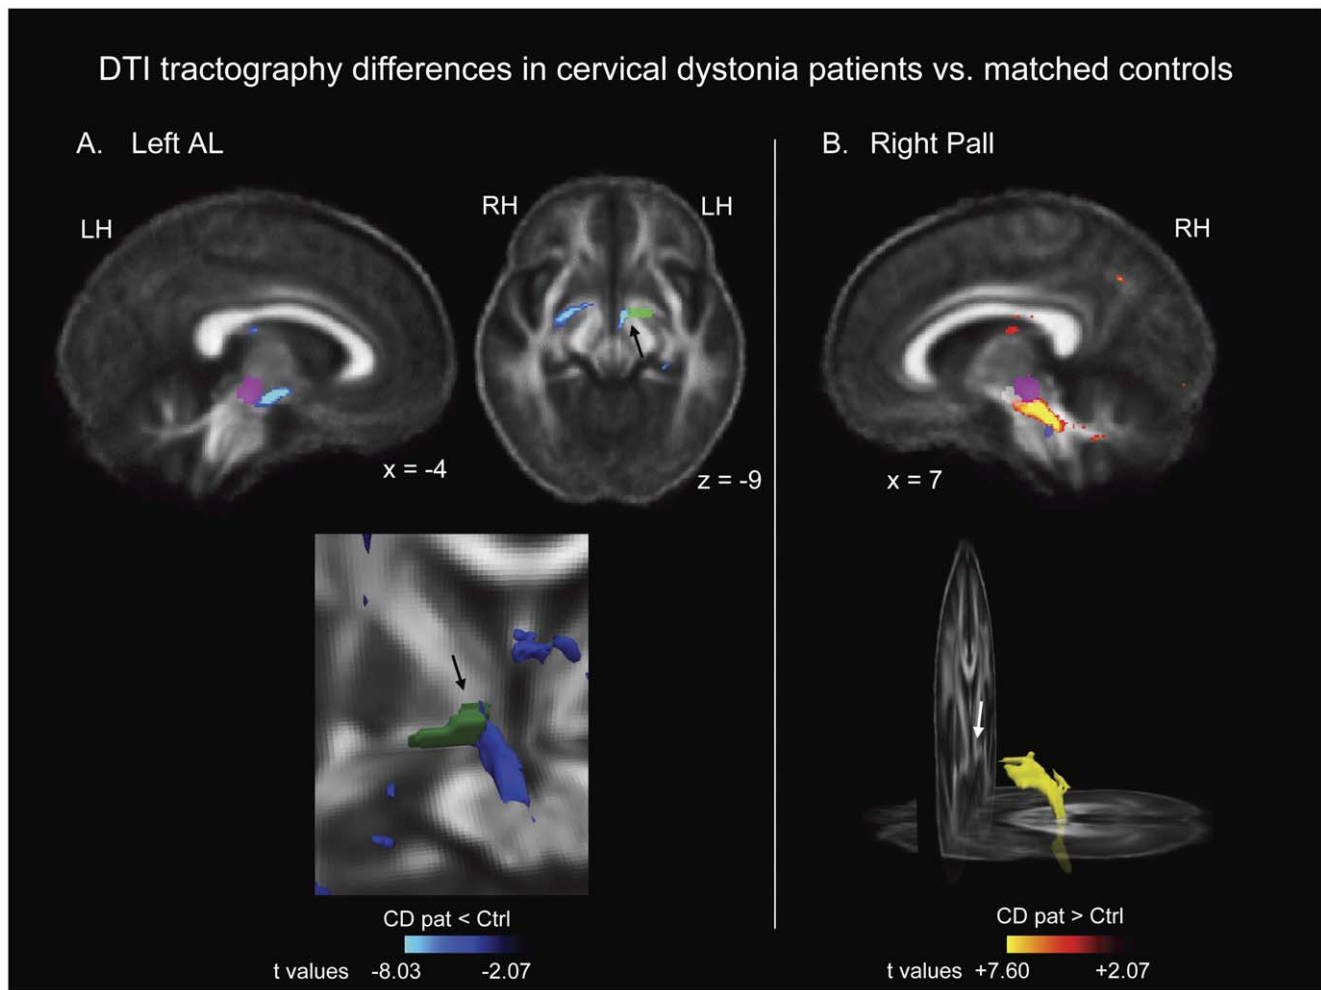 DTI tractography differences in cervical dystonia patients vs. matched controls
A. Left AL
B. Right Pall
LH
RH
LH
RH
x = -4
z = -9
x = 7
CD pat < Ctrl
t values -8.03 -2.07
CD pat > Ctrl
t values +7.60 +2.07